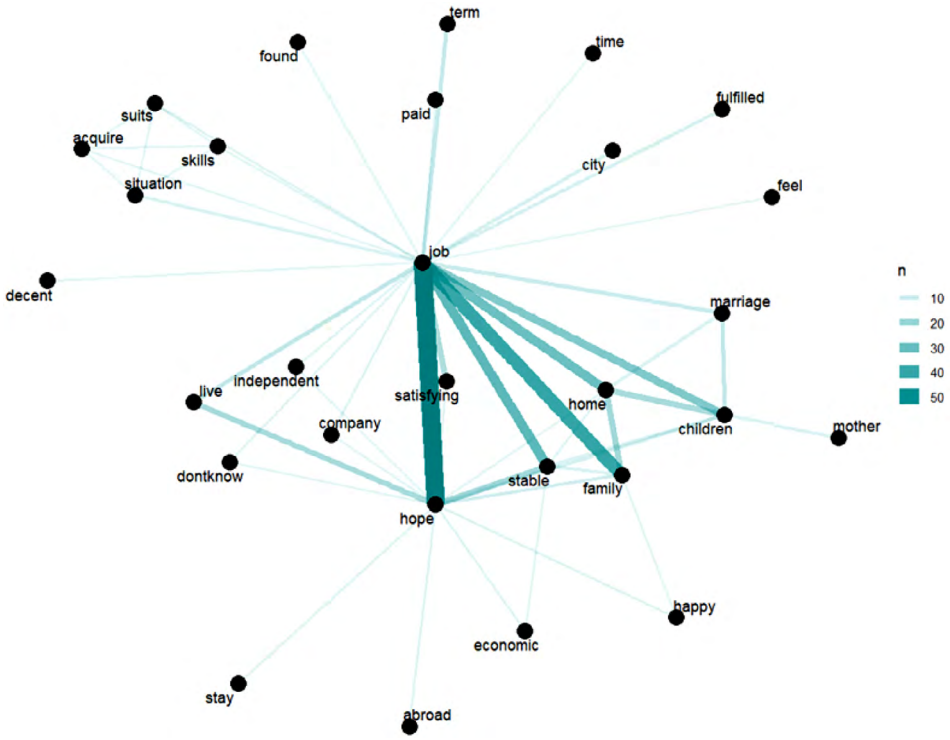 term
found
time
paid
fulfilled
suits
acquire
skills
city
situation
feel
job
decent
n
10
20
30
40
50
marriage
independent
live
satisfying
home
company
children
mother
dontknow
stable
family
hope
happy
economic
stay
abroad